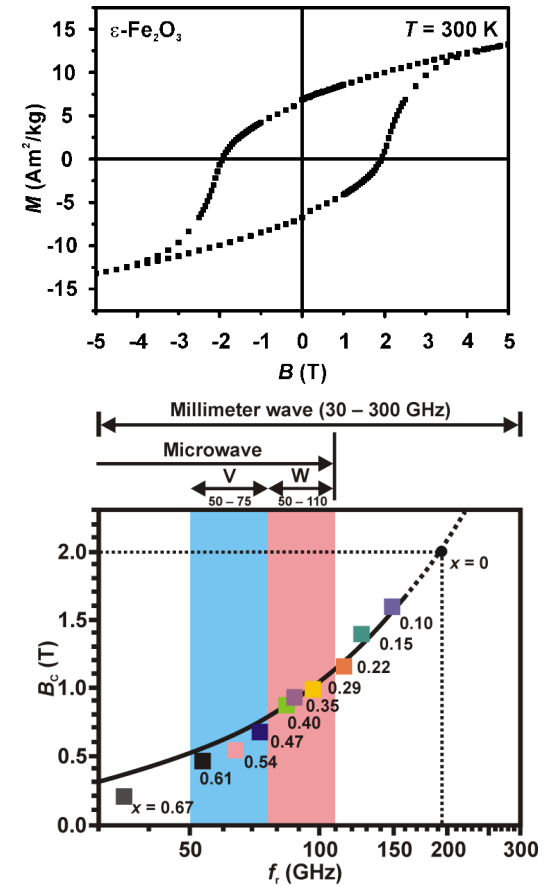 ε-Fe₂O₃ T = 300 K
M (Am²/kg)
15
10
5
0
-5
-10
-15
-5 -4 -3 -2 -1 0 1 2 3 4 5
B (T)
Millimeter wave (30 – 300 GHz)
Microwave
V W
50 – 75 50 – 110
B_c (T)
2.0
1.5
1.0
0.5
0.0
x = 0
0.10
0.15
0.22
0.29
0.35
0.40
0.47
0.54
0.61
x = 0.67
50 100 150 200 300
f_r (GHz)